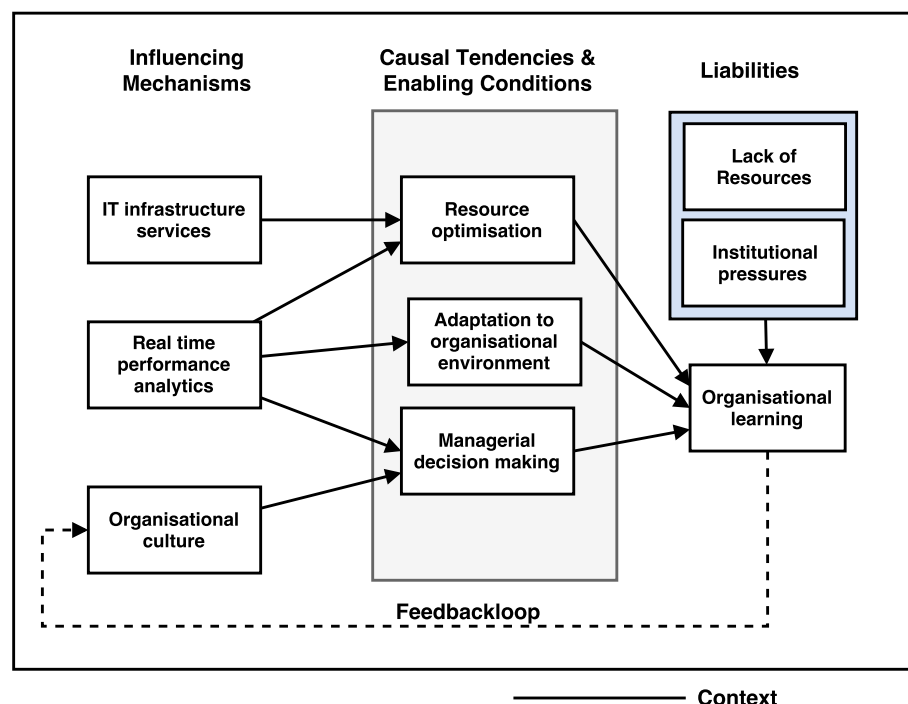 Influencing
Mechanisms
Causal Tendencies &
Enabling Conditions
Liabilities
IT infrastructure
services
Real time
performance
analytics
Organisational
culture
Resource
optimisation
Adaptation to
organisational
environment
Managerial
decision making
Lack of
Resources
Institutional
pressures
Organisational
learning
Feedbackloop
Context